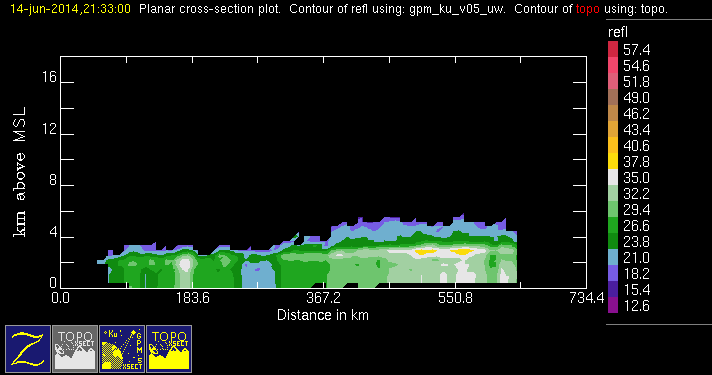 14-jun-2014,21:33:00 Planar cross-section plot. Contour of refl using: gpm_ku_v05_uw. Contour of topo using: topo.
refl
57.4
54.6
51.8
49.0
46.2
43.4
40.6
37.8
35.0
32.2
29.4
26.6
23.8
21.0
18.2
15.4
12.6
km above MSL
16
12
8
4
0
0.0 183.6 367.2 550.8 734.4
Distance in km
Z
TOPO
XSECT
"Ku"
GPM S
XSECT
TOPO
XSECT